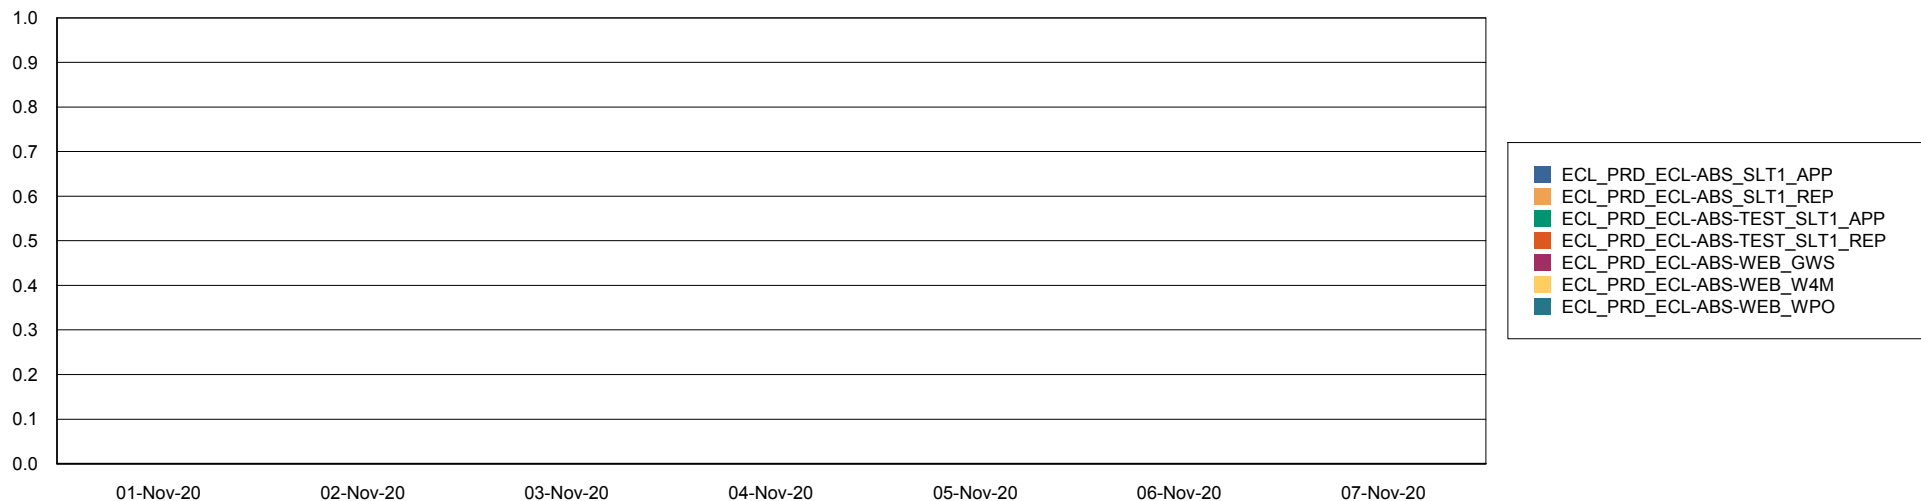 1.0
0.9
0.8
0.7
0.6
0.5
0.4
0.3
0.2
0.1
0.0
01-Nov-20 02-Nov-20 03-Nov-20 04-Nov-20 05-Nov-20 06-Nov-20 07-Nov-20
ECL_PRD_ECL-ABS_SLT1_APP
ECL_PRD_ECL-ABS_SLT1_REP
ECL_PRD_ECL-ABS-TEST_SLT1_APP
ECL_PRD_ECL-ABS-TEST_SLT1_REP
ECL_PRD_ECL-ABS-WEB_GWS
ECL_PRD_ECL-ABS-WEB_W4M
ECL_PRD_ECL-ABS-WEB_WPO